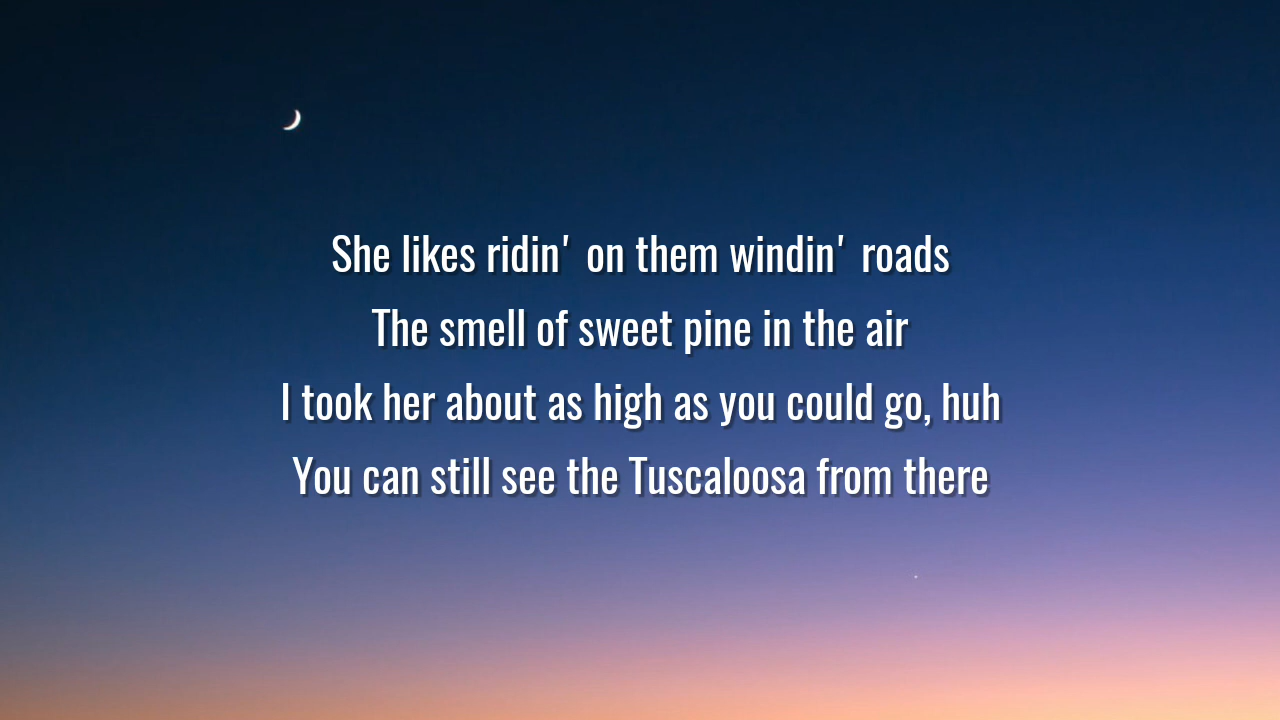 She likes ridin' on them windin' roads
The smell of sweet pine in the air
I took her about as high as you could go, huh
You can still see the Tuscaloosa from there